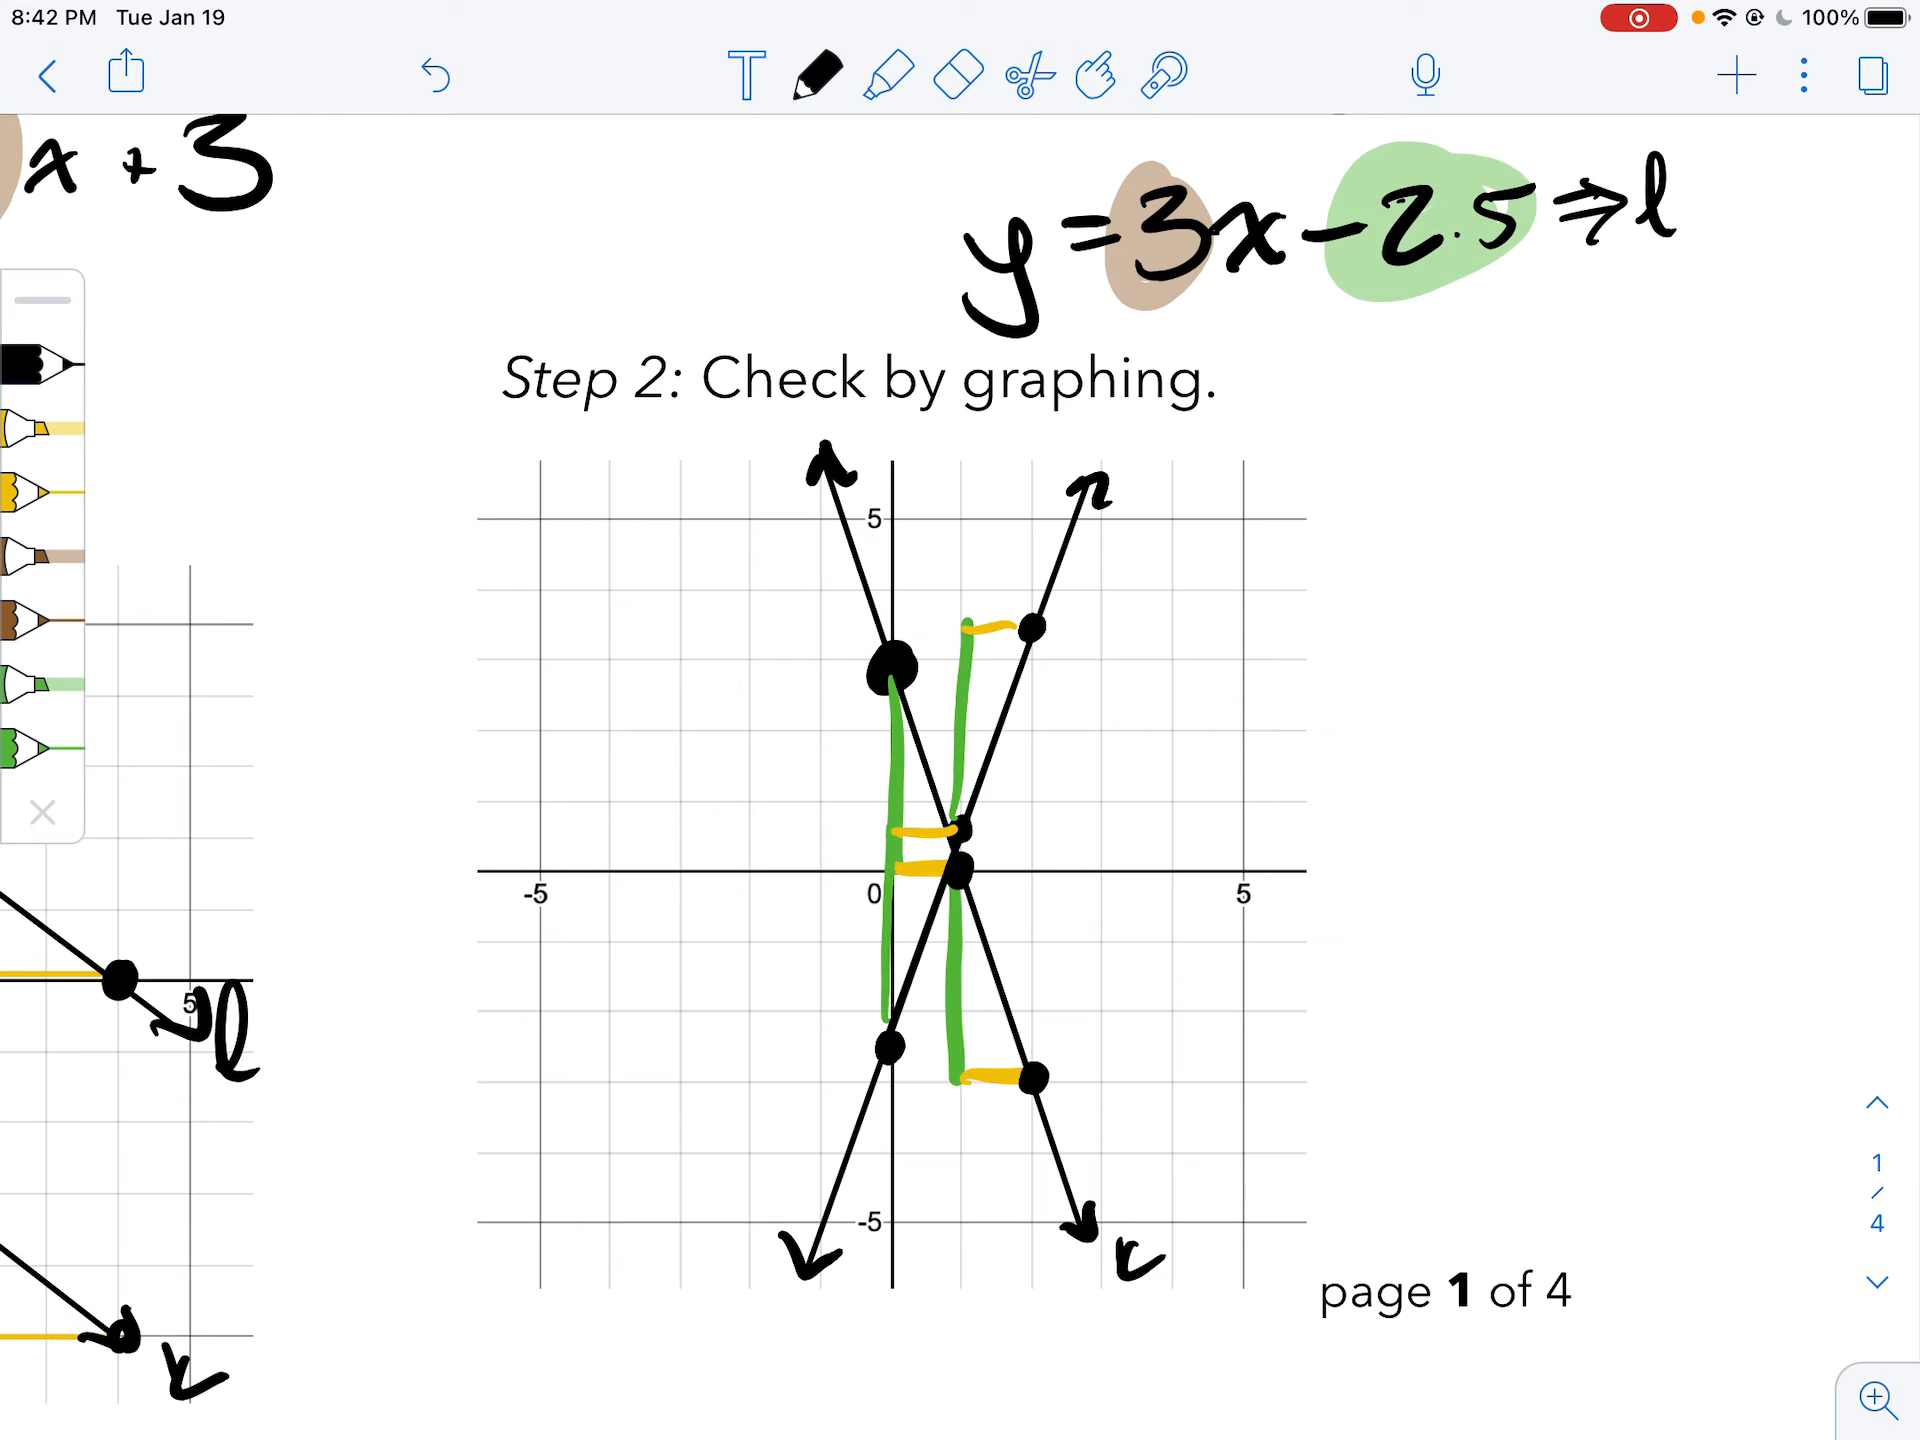 8:42 PM Tue Jan 19
100%
T
x + 3
y = 3x - 2.5 ⇒ l
Step 2: Check by graphing.
5
-5
0
5
-5
5
l
r
r
1
/
4
page 1 of 4